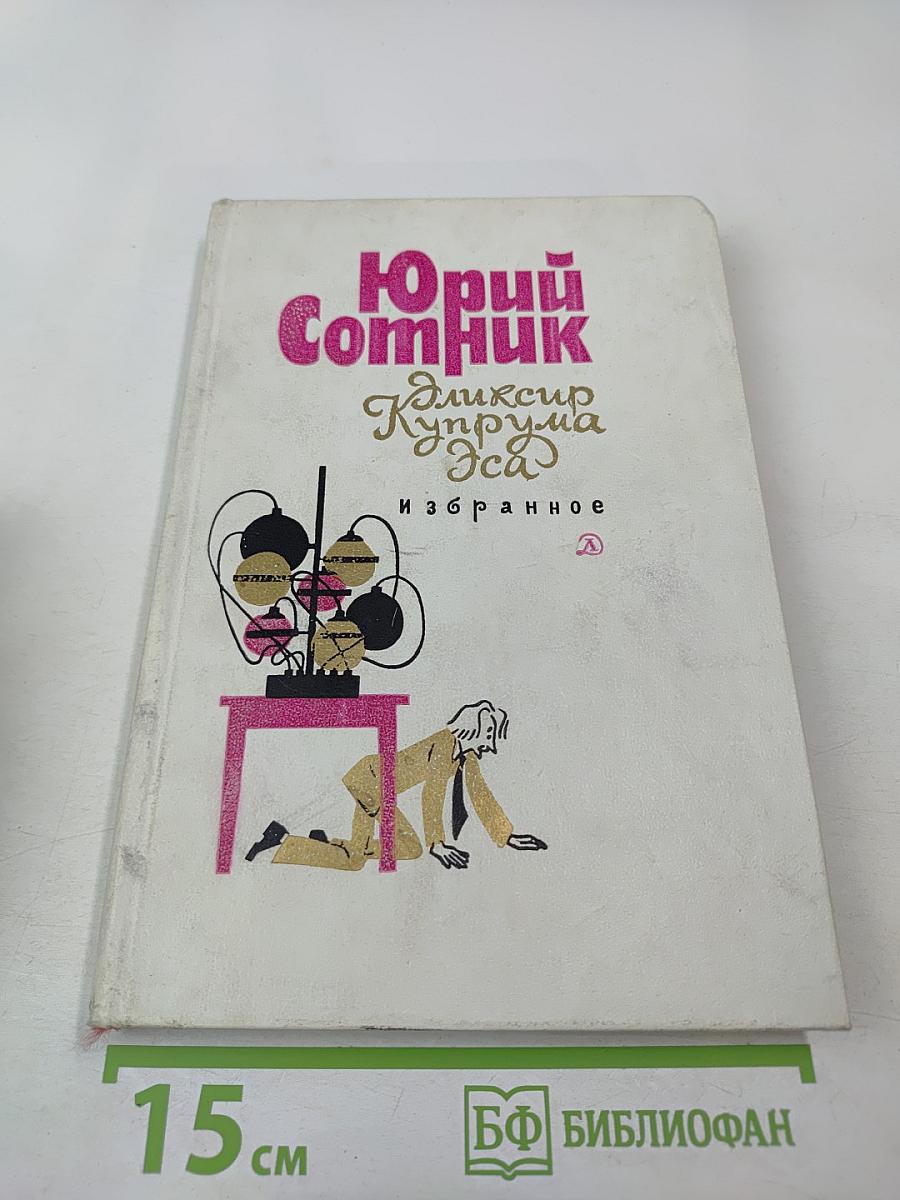 Юрий
Сотник
Эликсир
Купрума
Эса
избранное
Д
15 см
БФ БИБЛИОФАН